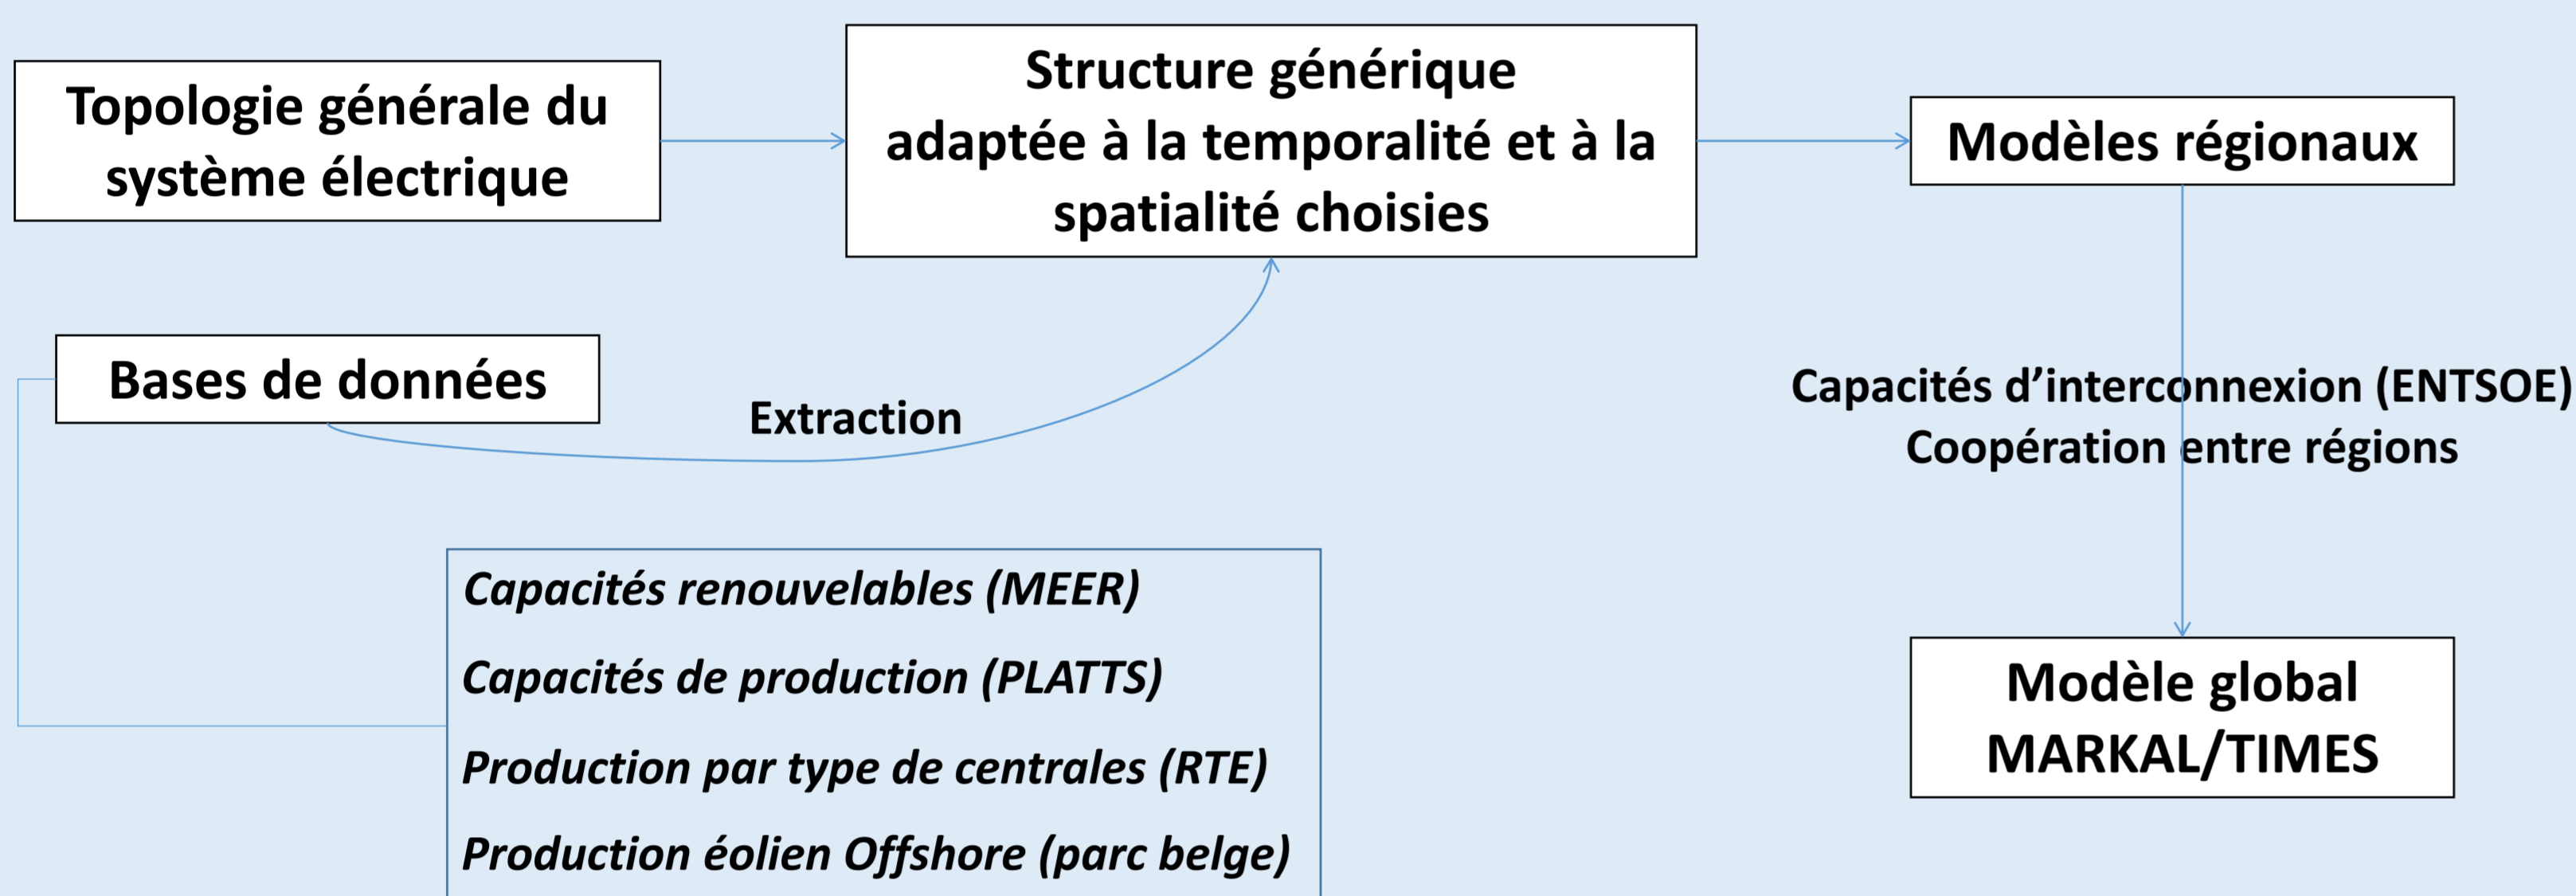 Topologie générale du
système électrique
Structure générique
adaptée à la temporalité et à la
spatialité choisies
Modèles régionaux
Bases de données
Extraction
Capacités d’interconnexion (ENTSOE)
Coopération entre régions
Capacités renouvelables (MEER)
Capacités de production (PLATTS)
Production par type de centrales (RTE)
Production éolien Offshore (parc belge)
Modèle global
MARKAL/TIMES